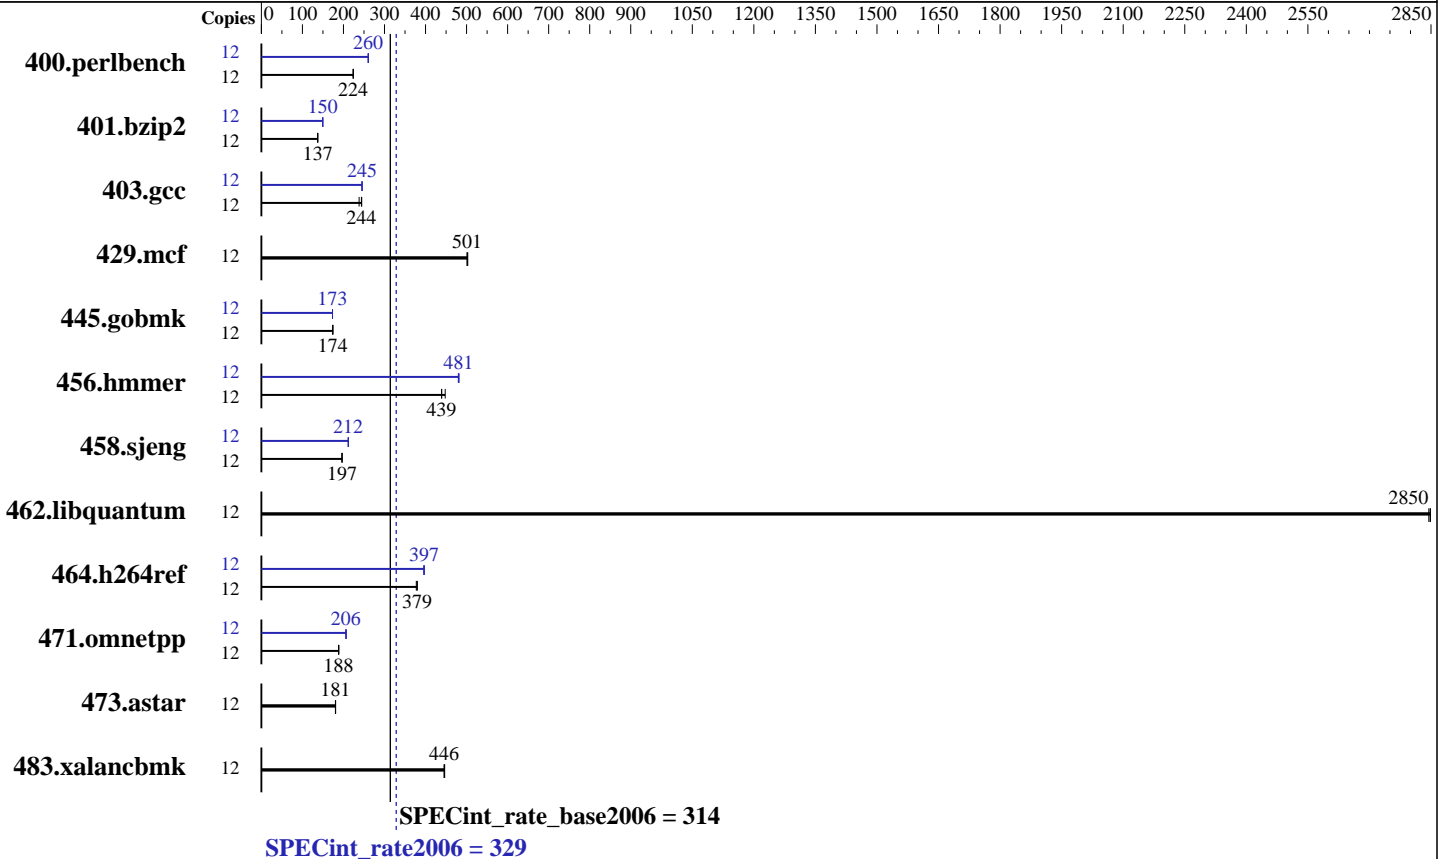 Copies 0 100 200 300 400 500 600 700 800 900 1050 1200 1350 1500 1650 1800 1950 2100 2250 2400 2550 2850
400.perlbench 12 260
12 224
401.bzip2 12 150
12 137
403.gcc 12 245
12 244
429.mcf 12 501
445.gobmk 12 173
12 174
456.hmmer 12 481
12 439
458.sjeng 12 212
12 197
462.libquantum 12 2850
464.h264ref 12 397
12 379
471.omnetpp 12 206
12 188
473.astar 12 181
483.xalancbmk 12 446
SPECint_rate_base2006 = 314
SPECint_rate2006 = 329